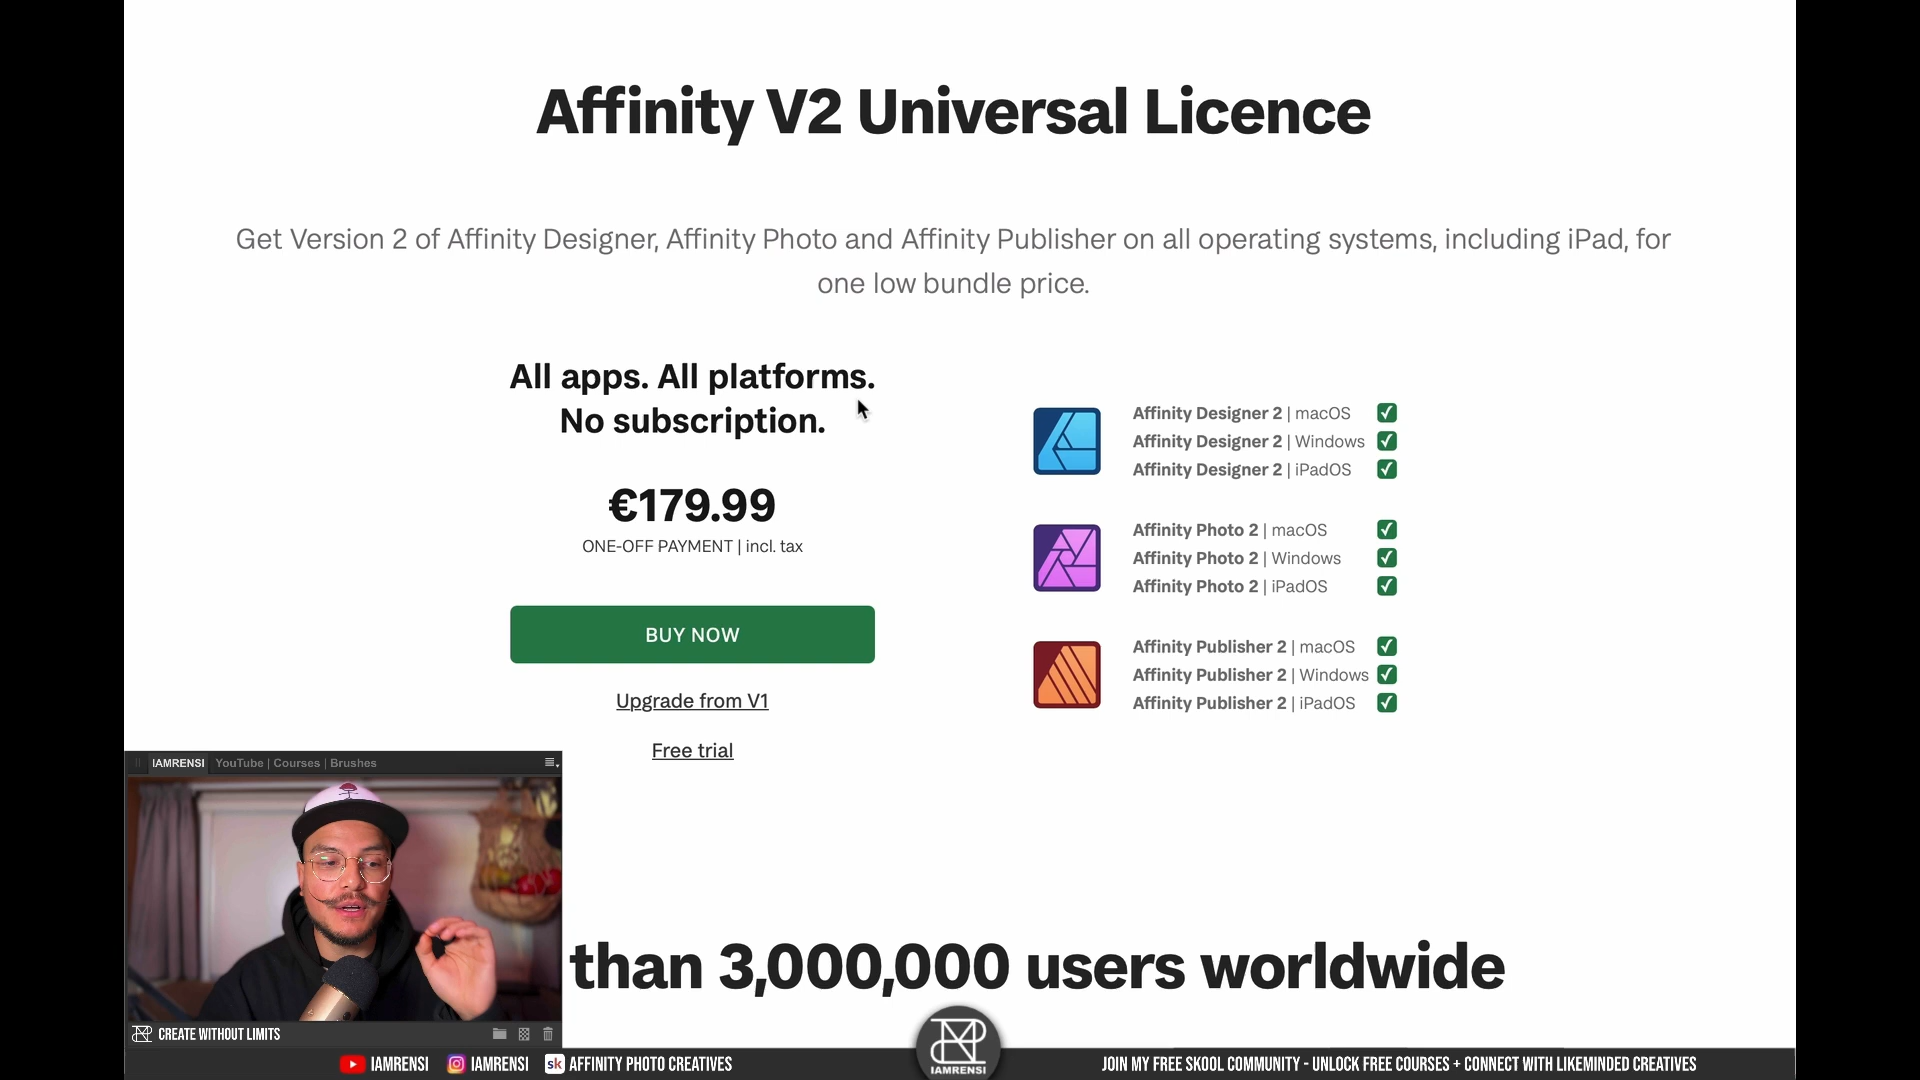 Affinity V2 Universal Licence
Get Version 2 of Affinity Designer, Affinity Photo and Affinity Publisher on all operating systems, including iPad, for
one low bundle price.
All apps. All platforms.
No subscription.
€179.99
ONE-OFF PAYMENT | incl. tax
BUY NOW
Upgrade from V1
Free trial
Affinity Designer 2 | macOS
Affinity Designer 2 | Windows
Affinity Designer 2 | iPadOS
Affinity Photo 2 | macOS
Affinity Photo 2 | Windows
Affinity Photo 2 | iPadOS
Affinity Publisher 2 | macOS
Affinity Publisher 2 | Windows
Affinity Publisher 2 | iPadOS
IAMRENSI YouTube | Courses | Brushes
than 3,000,000 users worldwide
CREATE WITHOUT LIMITS
IAMRENSI IAMRENSI sk AFFINITY PHOTO CREATIVES
IAMRENSI
JOIN MY FREE SKOOL COMMUNITY - UNLOCK FREE COURSES + CONNECT WITH LIKEMINDED CREATIVES